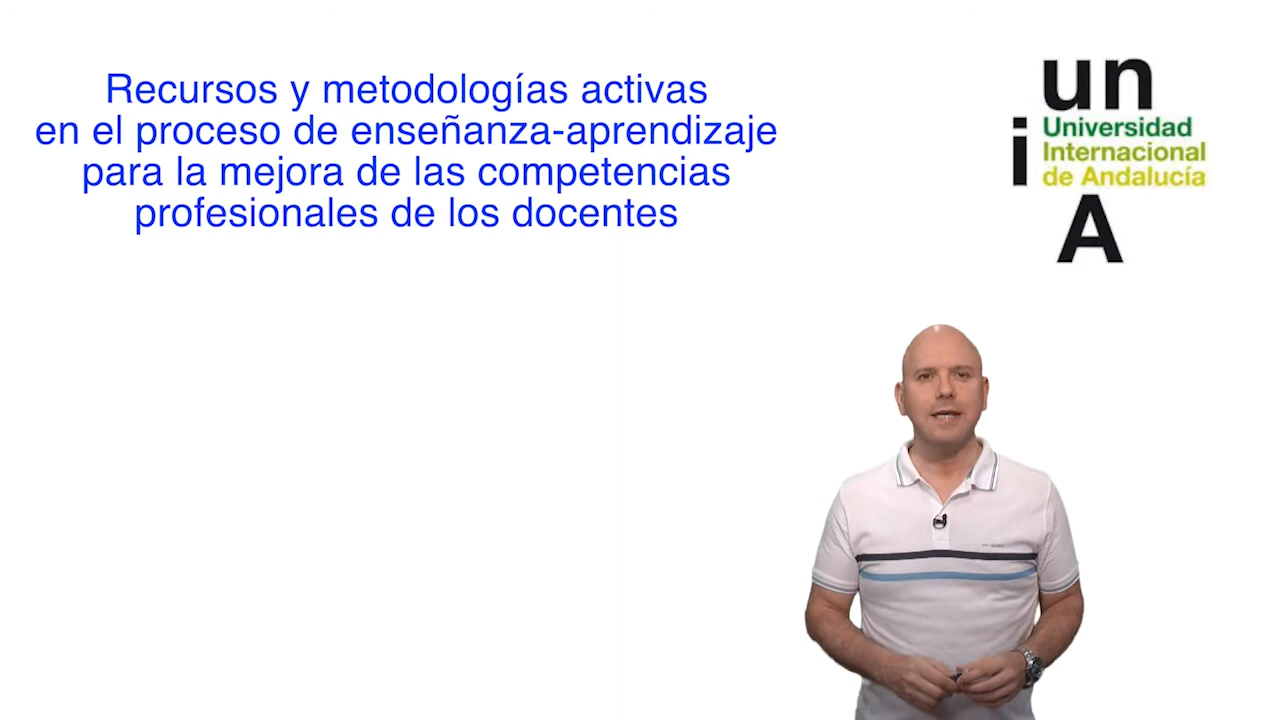 Recursos y metodologías activas
en el proceso de enseñanza-aprendizaje
para la mejora de las competencias
profesionales de los docentes
un
i
Universidad
Internacional
de Andalucía
A